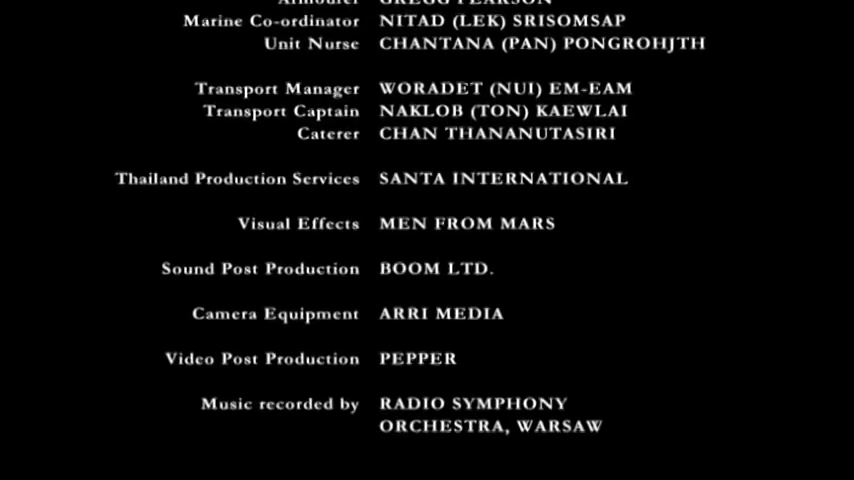 Armourer GREGG PEARSON
Marine Co-ordinator NITAD (LEK) SRISOMSAP
Unit Nurse CHANTANA (PAN) PONGROHJTH
Transport Manager WORADET (NUI) EM-EAM
Transport Captain NAKLOB (TON) KAEWLAI
Caterer CHAN THANANUTASIRI
Thailand Production Services SANTA INTERNATIONAL
Visual Effects MEN FROM MARS
Sound Post Production BOOM LTD.
Camera Equipment ARRI MEDIA
Video Post Production PEPPER
Music recorded by RADIO SYMPHONY
ORCHESTRA, WARSAW